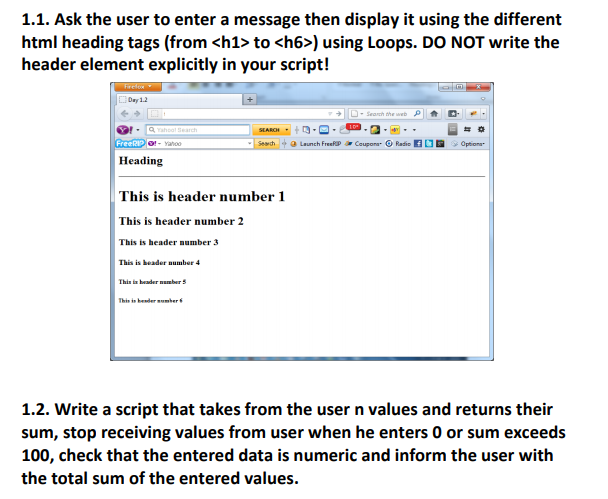 1.1. Ask the user to enter a message then display it using the different
html heading tags (from <h1> to <h6>) using Loops. DO NOT write the
header element explicitly in your script!
Firefox
Day 1.2
Search the web
Yahoo! Search
SEARCH
10°
FreeRIP Y! - Yahoo
Search
Launch FreeRIP
Coupons
Radio
Options
Heading
This is header number 1
This is header number 2
This is header number 3
This is header number 4
This is header number 5
This is header number 6
1.2. Write a script that takes from the user n values and returns their
sum, stop receiving values from user when he enters 0 or sum exceeds
100, check that the entered data is numeric and inform the user with
the total sum of the entered values.